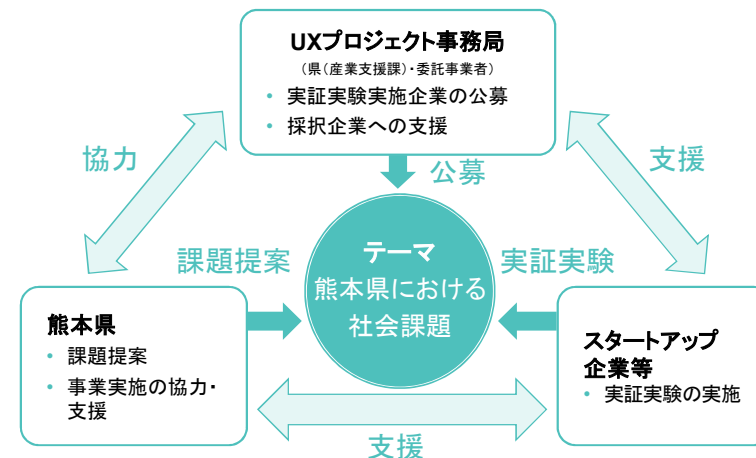 UXプロジェクト事務局
（県（産業支援課）・委託事業者）
• 実証実験実施企業の公募
• 採択企業への支援
協力
支援
公募
課題提案
テーマ
熊本県における
社会課題
実証実験
熊本県
• 課題提案
• 事業実施の協力・
支援
スタートアップ
企業等
• 実証実験の実施
支援